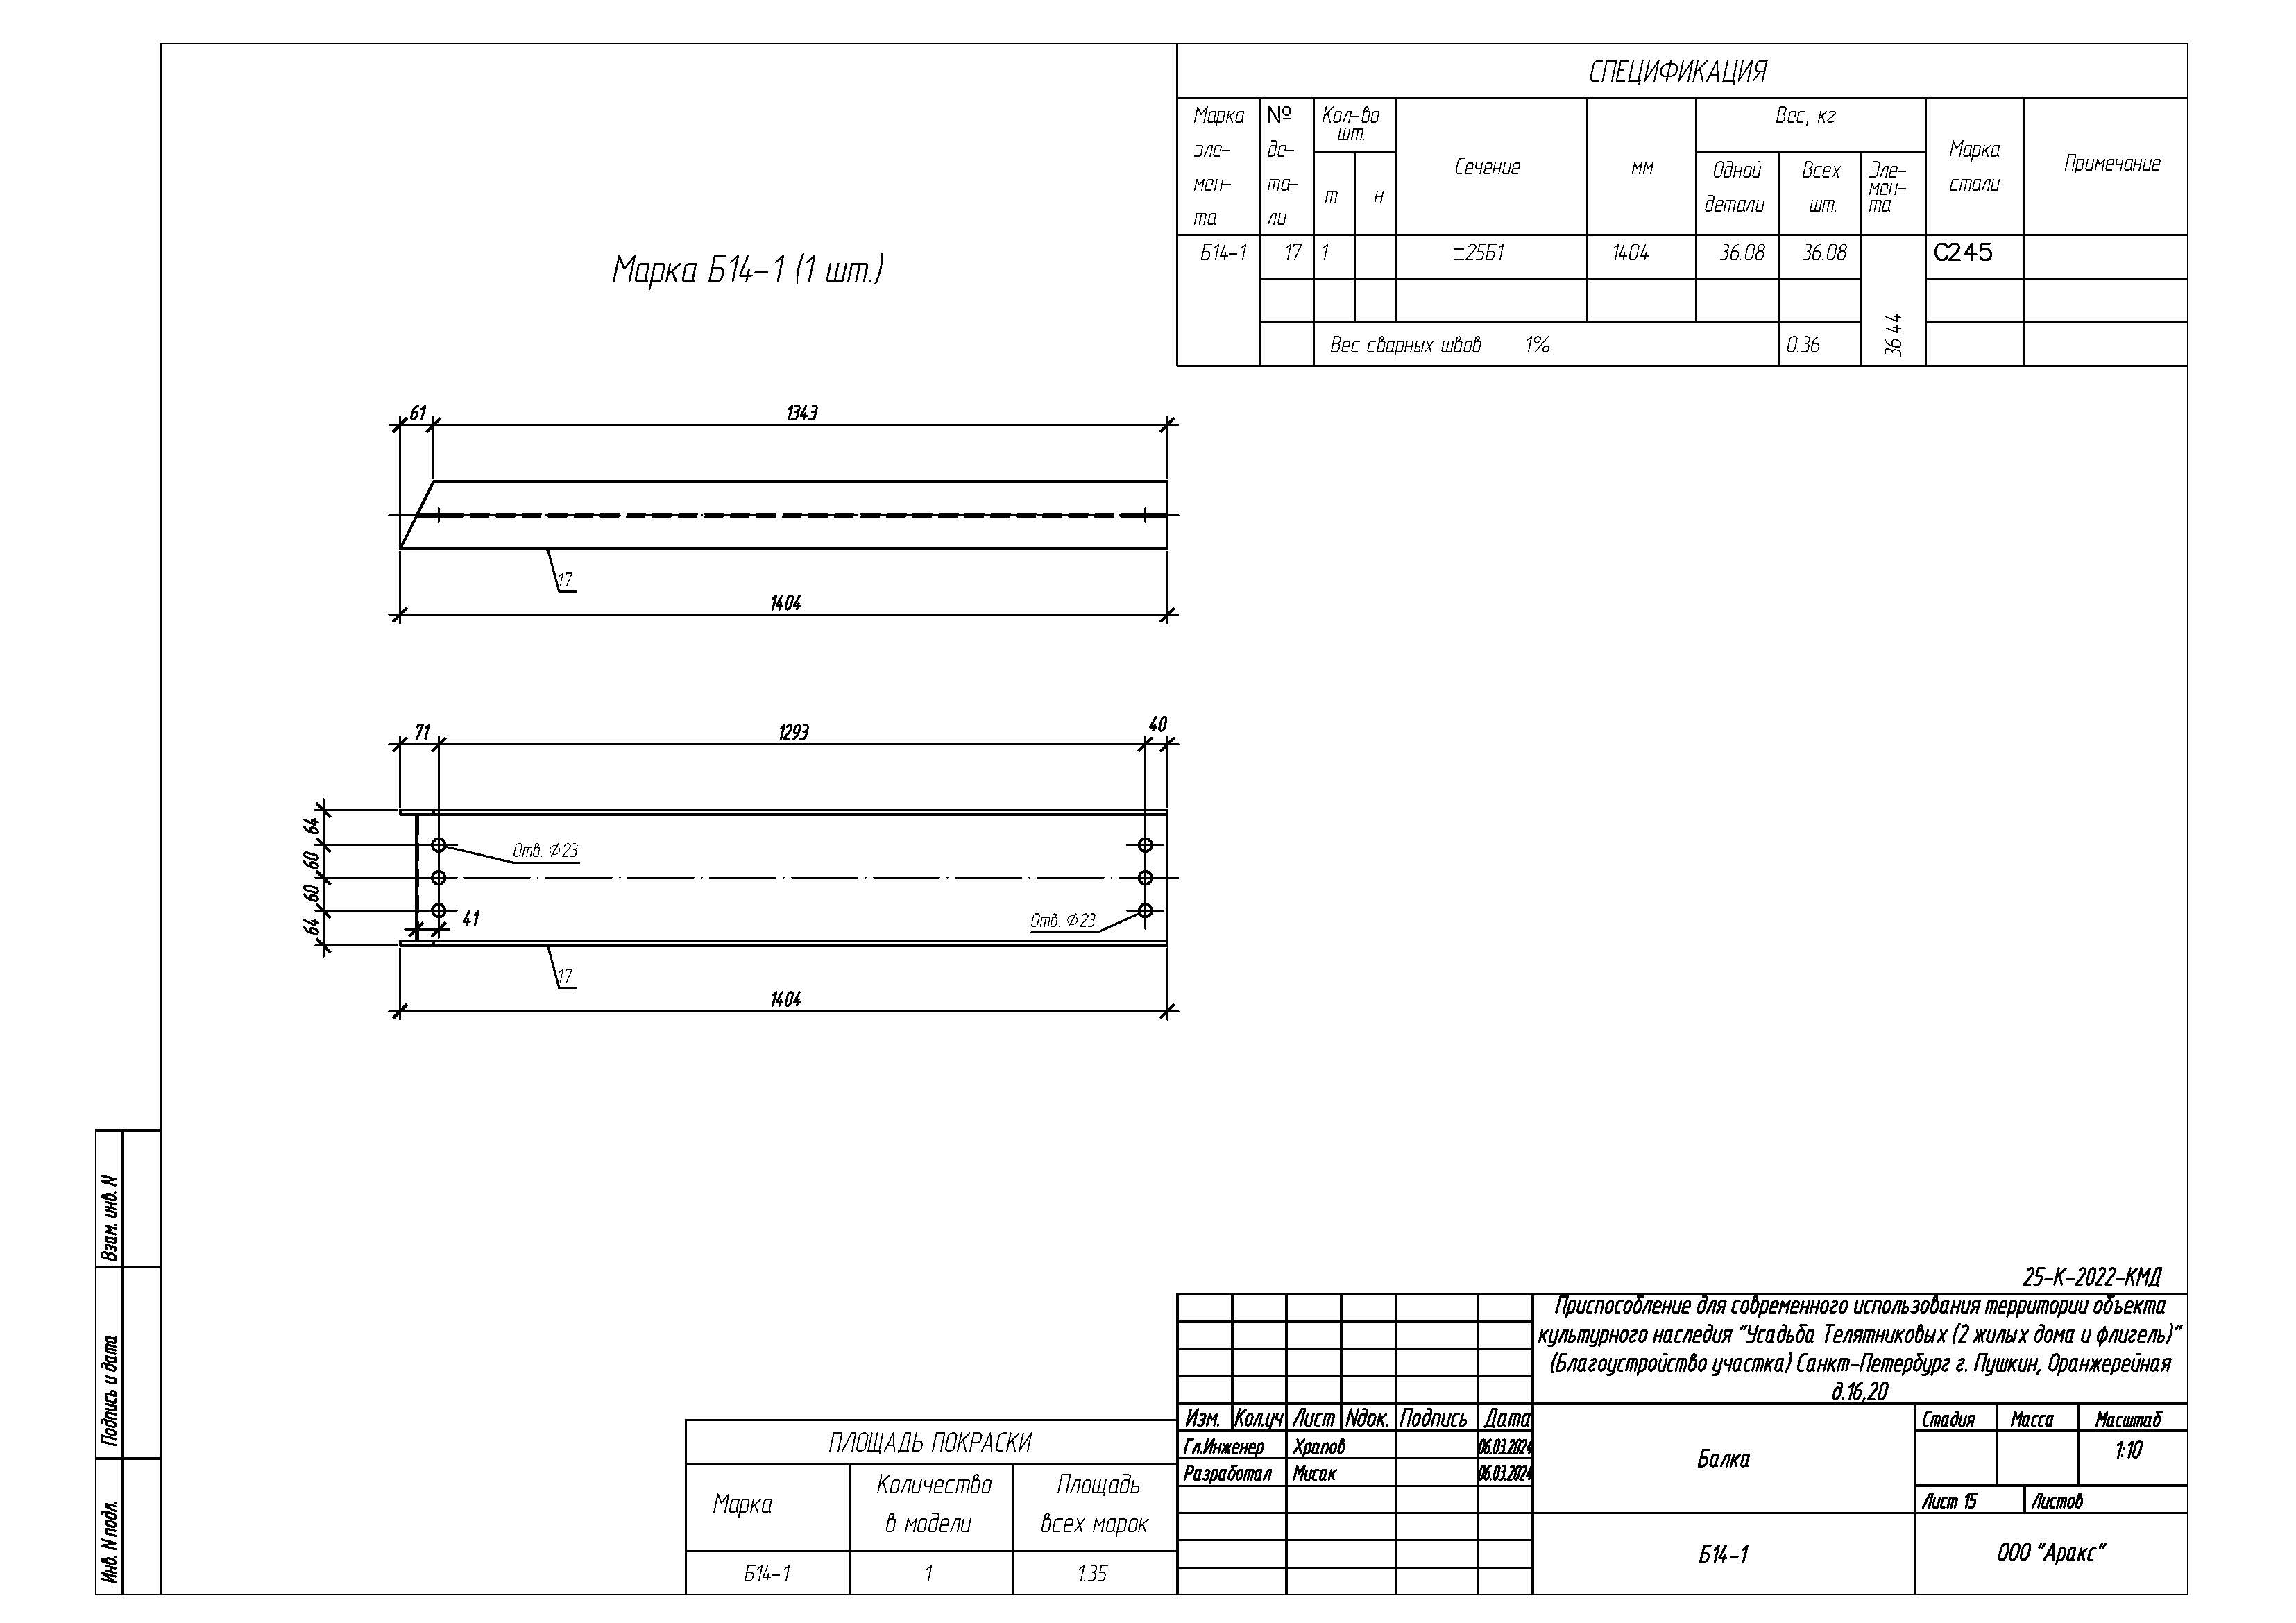 СПЕЦИФИКАЦИЯ
Марка эле- мен- та
№ де- та- ли
Кол-во шт.
т
н
Сечение
мм
Вес, кг
Одной детали
Всех шт.
Эле- мен- та
Марка стали
Примечание
Б14-1 17 1 I25Б1 1404 36.08 36.08 36.44 С245
Вес сварных швов 1% 0.36
Марка Б14-1 (1 шт.)
61 1343
17
1404
71 1293 40
64
60
60
64
Отв. Ø23
41
Отв. Ø23
17
1404
Взам. инв. N
Подпись и дата
Инв. N подл.
ПЛОЩАДЬ ПОКРАСКИ
Марка
Количество в модели
Площадь всех марок
Б14-1 1 1.35
25-К-2022-КМД
Приспособление для современного использования территории объекта
культурного наследия "Усадьба Телятниковых (2 жилых дома и флигель)"
(Благоустройство участка) Санкт-Петербург г. Пушкин, Оранжерейная
д.16,20
Изм. Кол.уч Лист Nдок. Подпись Дата
Гл.Инженер Храпов 06.03.2024
Разработал Мисак 06.03.2024
Балка
Стадия Масса Масштаб
1:10
Лист 15 Листов
Б14-1
ООО "Аракс"